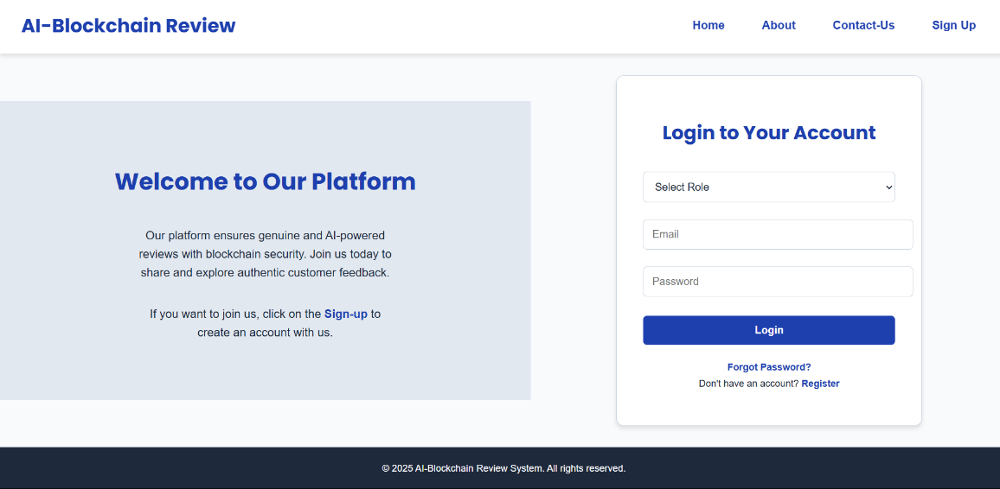 AI-Blockchain Review
Home
About
Contact-Us
Sign Up
Welcome to Our Platform
Our platform ensures genuine and AI-powered
reviews with blockchain security. Join us today to
share and explore authentic customer feedback.
If you want to join us, click on the Sign-up to
create an account with us.
Login to Your Account
Select Role
Email
Password
Login
Forgot Password?
Don't have an account? Register
© 2025 AI-Blockchain Review System. All rights reserved.